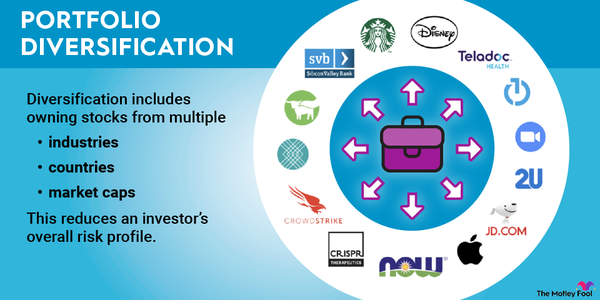 PORTFOLIO
DIVERSIFICATION
Diversification includes
owning stocks from multiple
• industries
• countries
• market caps
This reduces an investor's
overall risk profile.
Disney
Teladoc
HEALTH
2U
JD.COM
NOW
CRISPR
THERAPEUTICS
CROWDSTRIKE
svb
Silicon Valley Bank
The Motley Fool